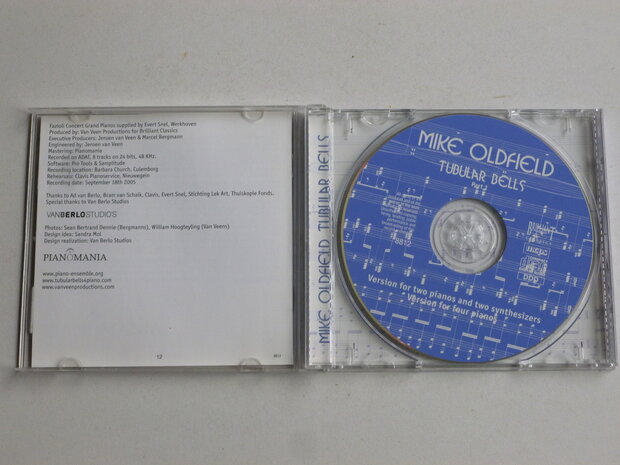 Fazioli Concert Grand Pianos supplied by Evert Snel, Werkhoven
Produced by: Van Veen Productions for Brilliant Classics
Executive Producers: Jeroen van Veen & Marcel Bergmann
Engineered by: Jeroen van Veen
Mastering: Pianomania
Recorded on ADAT, 8 tracks on 24 bits, 48 KHz.
Software: Pro Tools & Samplitude
Recording location: Barbara Church, Culemborg
Rehearsals: Clavis Pianoservice, Nieuwegein
Recording date: September 18th 2005
Thanks to Ad van Berlo, Bram van Schaik, Clavis, Evert Snel, Stichting Lek Art, Thuiskopie Fonds.
Special thanks to Van Berlo Studios
VANBERLOSTUDIO'S
Photos: Sean Bertrand Dennie (Bergmanns), William Hoogteyling (Van Veens)
Design idea: Sandra Mol
Design realization: Van Berlo Studios
PIANOMANIA
www.piano-ensemble.org
www.tubularbells4piano.com
www.vanveenproductions.com
12
MIKE OLDFIELD TUBULAR BELLS
MIKE OLDFIELD
TUBULAR BELLS
Part 1
8812
DDD
Version for two pianos and two synthesizers
Version for four pianos